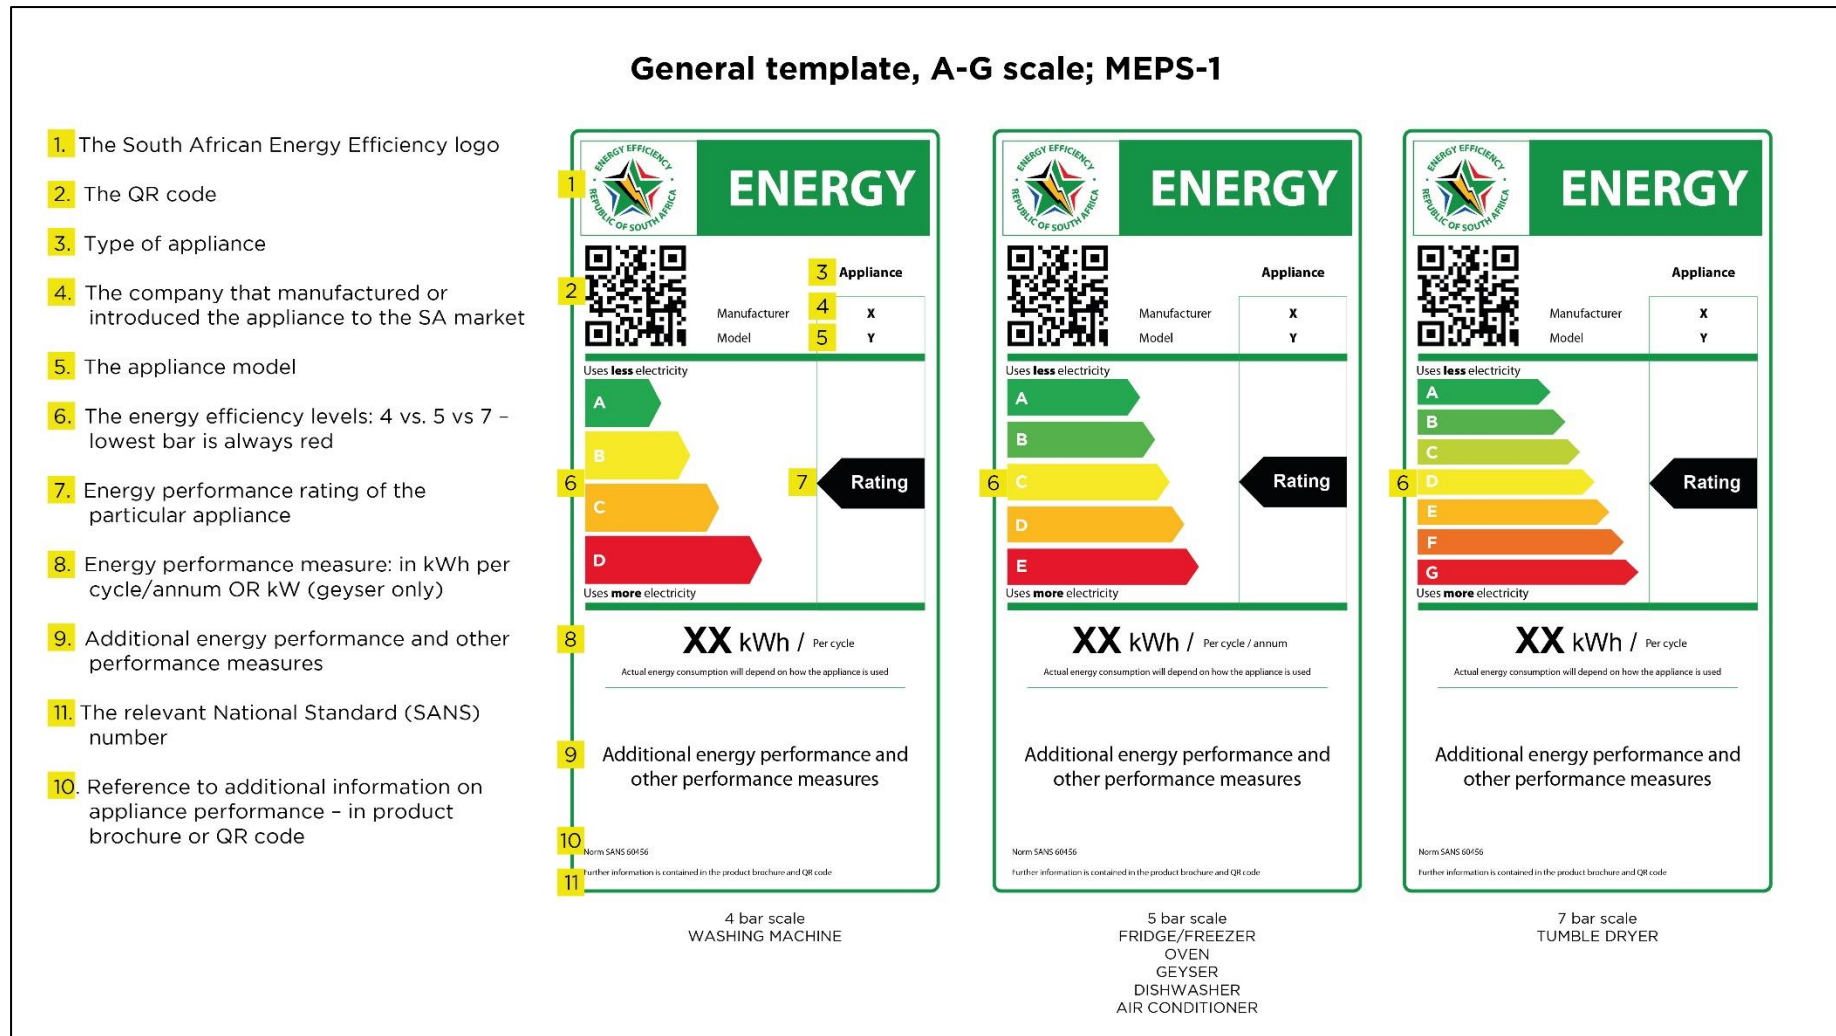 General template, A-G scale; MEPS-1
1. The South African Energy Efficiency logo
2. The QR code
3. Type of appliance
4. The company that manufactured or
introduced the appliance to the SA market
5. The appliance model
6. The energy efficiency levels: 4 vs. 5 vs 7 –
lowest bar is always red
7. Energy performance rating of the
particular appliance
8. Energy performance measure: in kWh per
cycle/annum OR kW (geyser only)
9. Additional energy performance and other
performance measures
11. The relevant National Standard (SANS)
number
10. Reference to additional information on
appliance performance – in product
brochure or QR code
1
ENERGY EFFICIENCY
REPUBLIC OF SOUTH AFRICA
ENERGY
2
3 Appliance
Manufacturer 4 X
Model 5 Y
Uses less electricity
A
B
C
D
6
7 Rating
Uses more electricity
8 XX kWh / Per cycle
Actual energy consumption will depend on how the appliance is used
9 Additional energy performance and
other performance measures
10
Norm SANS 60456
11 Further information is contained in the product brochure and QR code
4 bar scale
WASHING MACHINE
ENERGY EFFICIENCY
REPUBLIC OF SOUTH AFRICA
ENERGY
Appliance
Manufacturer X
Model Y
Uses less electricity
A
B
6 C
D
E
Rating
Uses more electricity
XX kWh / Per cycle / annum
Actual energy consumption will depend on how the appliance is used
Additional energy performance and
other performance measures
Norm SANS 60456
Further information is contained in the product brochure and QR code
5 bar scale
FRIDGE/FREEZER
OVEN
GEYSER
DISHWASHER
AIR CONDITIONER
ENERGY EFFICIENCY
REPUBLIC OF SOUTH AFRICA
ENERGY
Appliance
Manufacturer X
Model Y
Uses less electricity
A
B
C
6 D
E
F
G
Rating
Uses more electricity
XX kWh / Per cycle
Actual energy consumption will depend on how the appliance is used
Additional energy performance and
other performance measures
Norm SANS 60456
Further information is contained in the product brochure and QR code
7 bar scale
TUMBLE DRYER